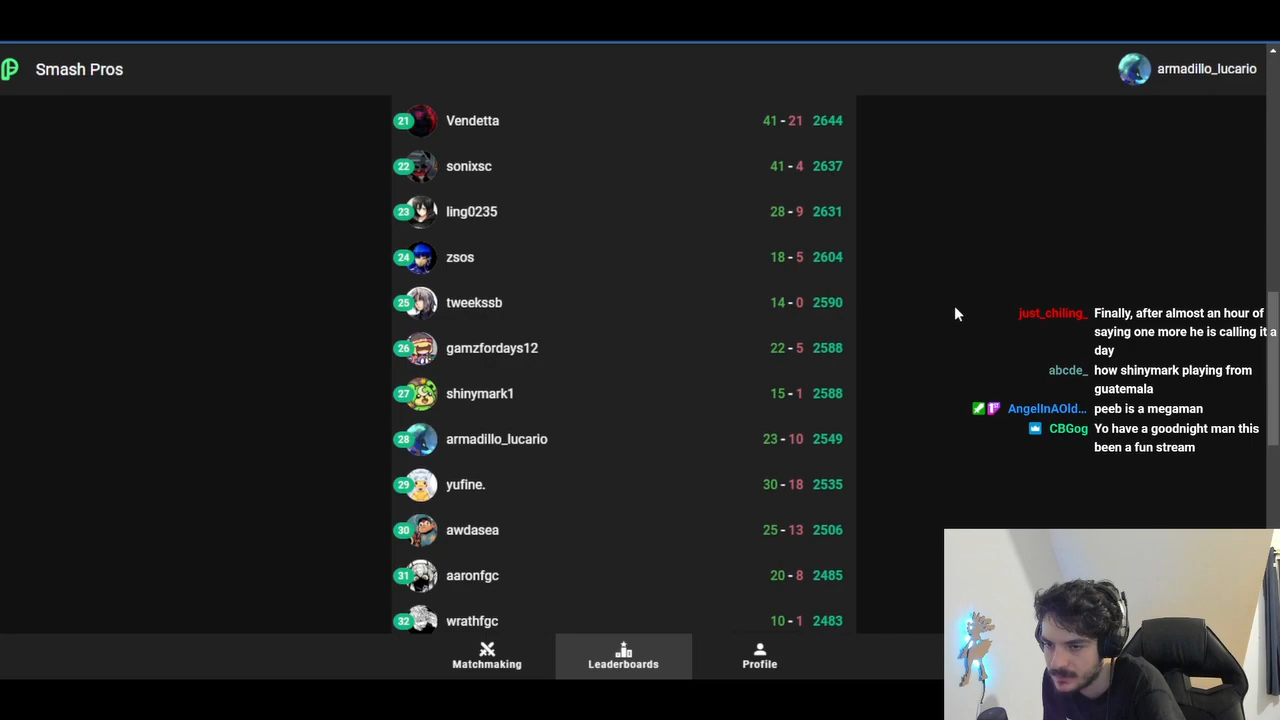 Smash Pros
armadillo_lucario
21 Vendetta 41 - 21 2644
22 sonixsc 41 - 4 2637
23 ling0235 28 - 9 2631
24 zsos 18 - 5 2604
25 tweekssb 14 - 0 2590
26 gamzfordays12 22 - 5 2588
27 shinymark1 15 - 1 2588
28 armadillo_lucario 23 - 10 2549
29 yufine. 30 - 18 2535
30 awdasea 25 - 13 2506
31 aaronfgc 20 - 8 2485
32 wrathfgc 10 - 1 2483
just_chiling_ Finally, after almost an hour of
saying one more he is calling it a
day
abcde_ how shinymark playing from
guatemala
AngelInAOld... peeb is a megaman
CBGog Yo have a goodnight man this
been a fun stream
Matchmaking Leaderboards Profile